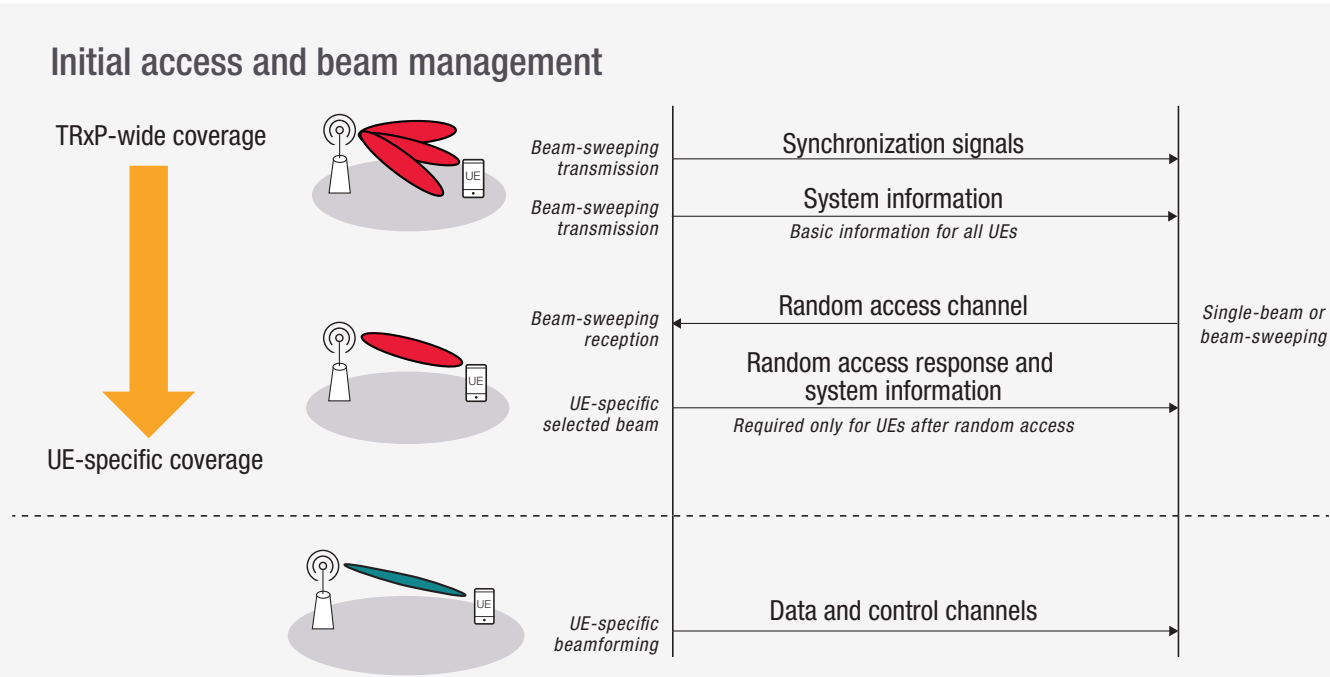 Initial access and beam management
TRxP-wide coverage
UE-specific coverage
UE
Beam-sweeping
transmission
Synchronization signals
Beam-sweeping
transmission
System information
Basic information for all UEs
UE
Beam-sweeping
reception
Random access channel
Single-beam or
beam-sweeping
UE-specific
selected beam
Random access response and
system information
Required only for UEs after random access
UE
UE-specific
beamforming
Data and control channels